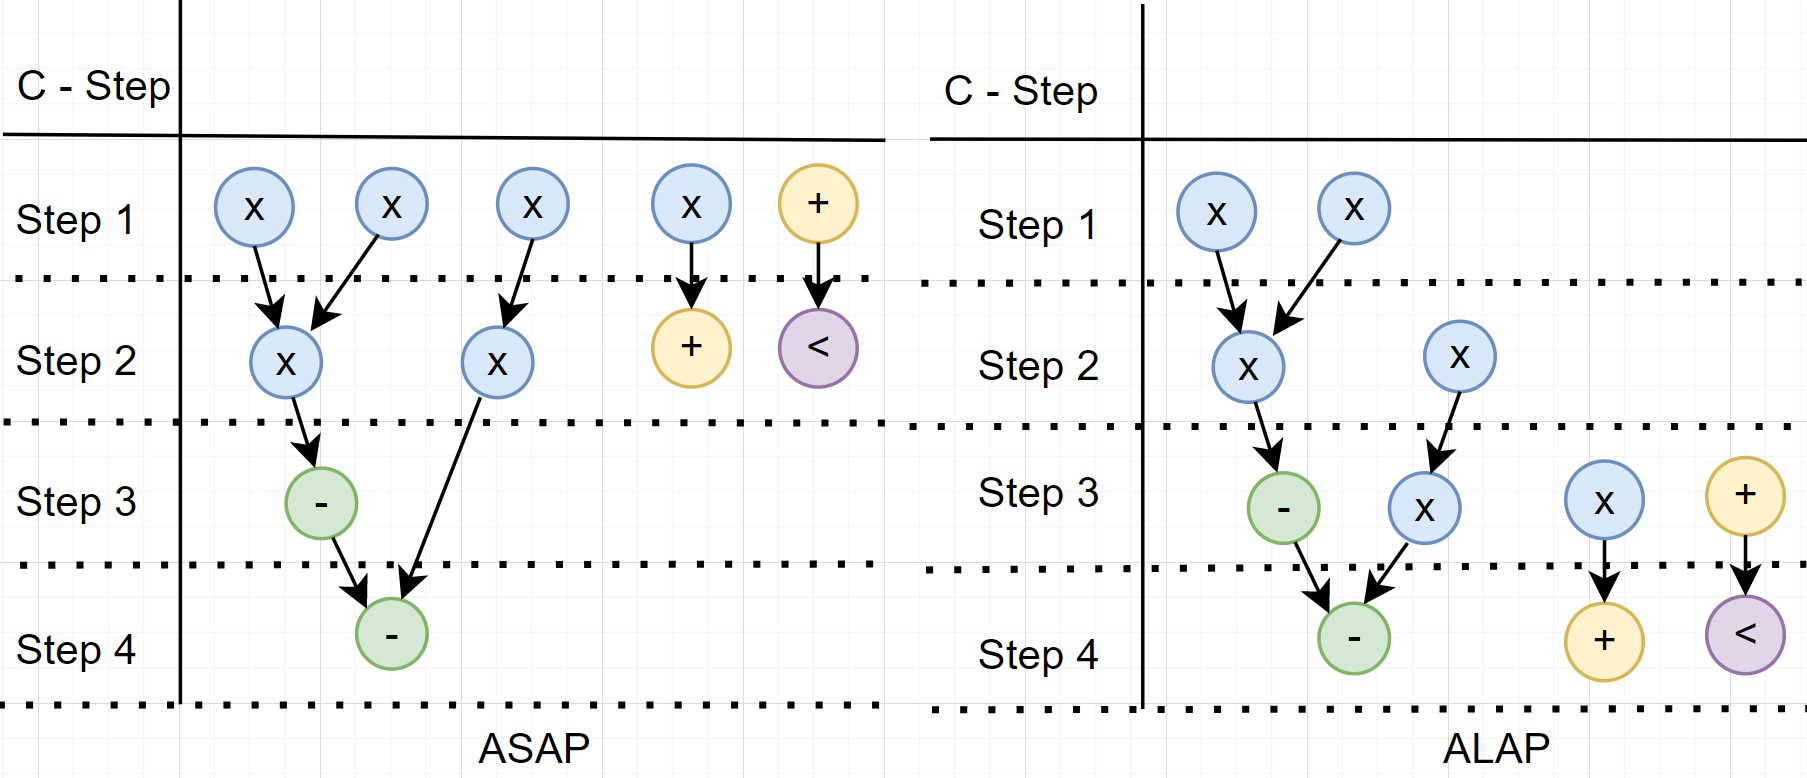 C - Step
Step 1
x x x x +
Step 2
x x + <
Step 3
-
Step 4
-
ASAP
C - Step
Step 1
x x
Step 2
x x
Step 3
- x x +
Step 4
- + <
ALAP